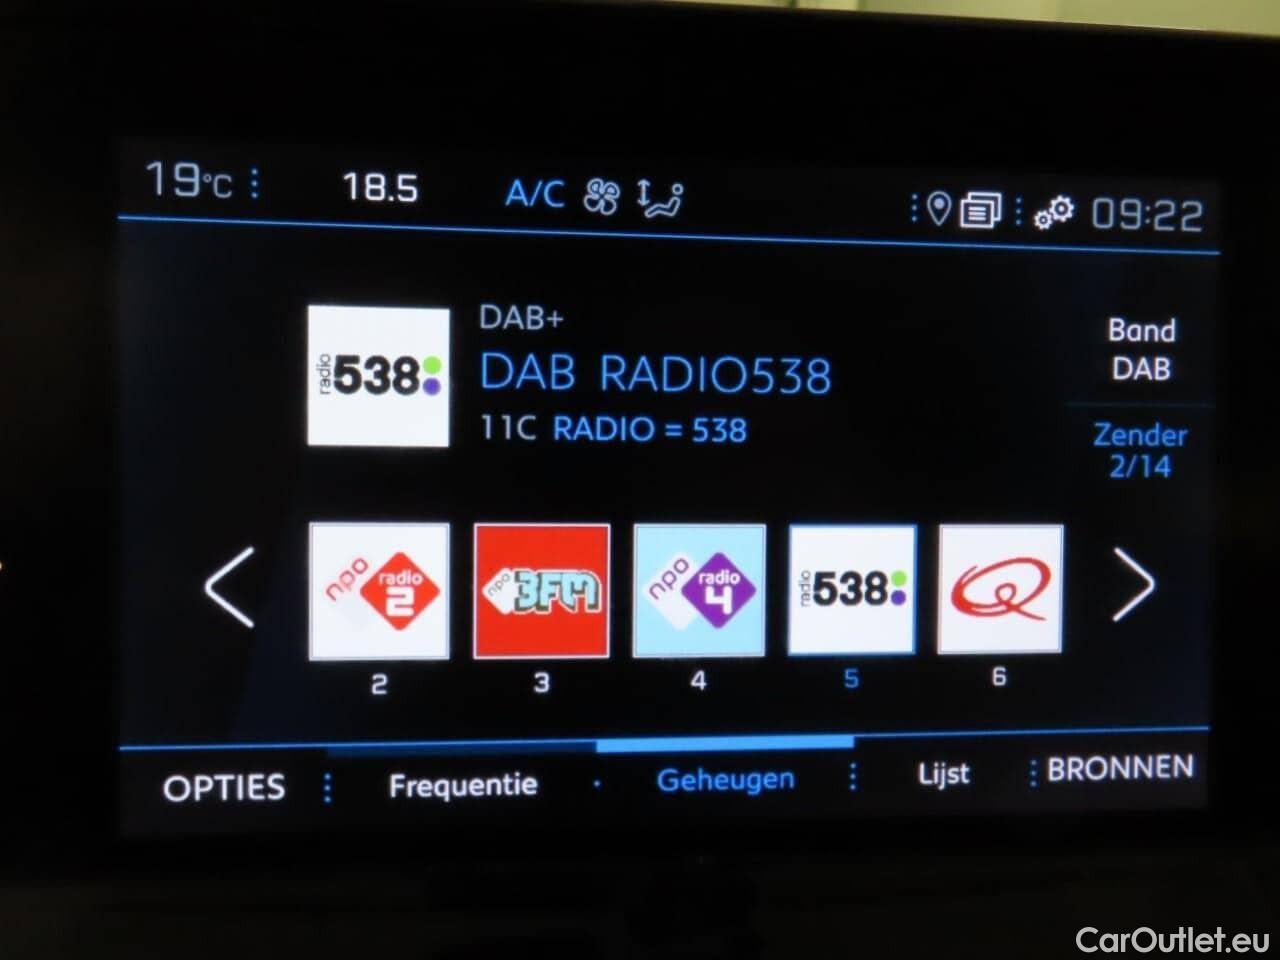 19°C 18.5 A/C 09:22
radio 538
DAB+
DAB RADIO538
11C RADIO = 538
Band
DAB
Zender
2/14
npo radio 2
npo 3FM
npo radio 4
radio 538
Q
2 3 4 5 6
OPTIES Frequentie Geheugen Lijst BRONNEN
CarOutlet.eu